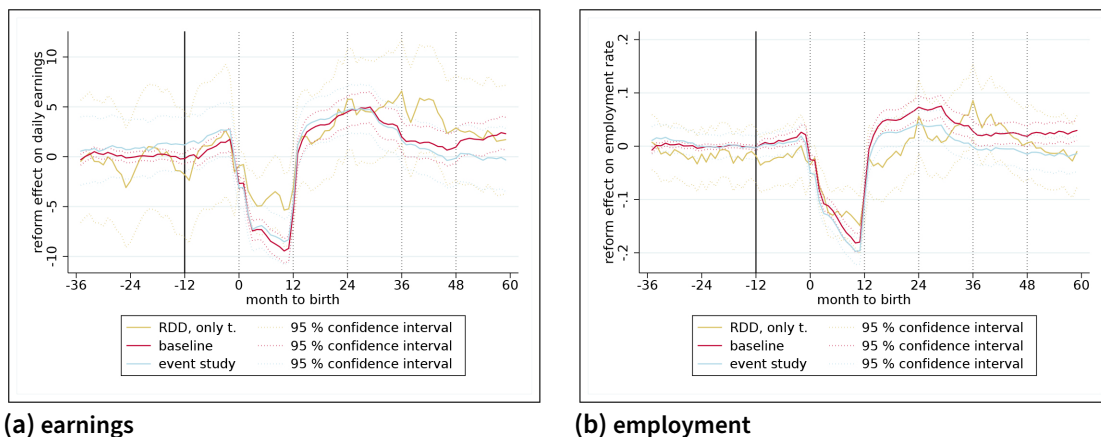 reform effect on daily earnings
10
5
0
-5
-10
-36 -24 -12 0 12 24 36 48 60
month to birth
RDD, only t. 95 % confidence interval
baseline 95 % confidence interval
event study 95 % confidence interval
(a) earnings
reform effect on employment rate
.2
.1
0
-.1
-.2
-36 -24 -12 0 12 24 36 48 60
month to birth
RDD, only t. 95 % confidence interval
baseline 95 % confidence interval
event study 95 % confidence interval
(b) employment